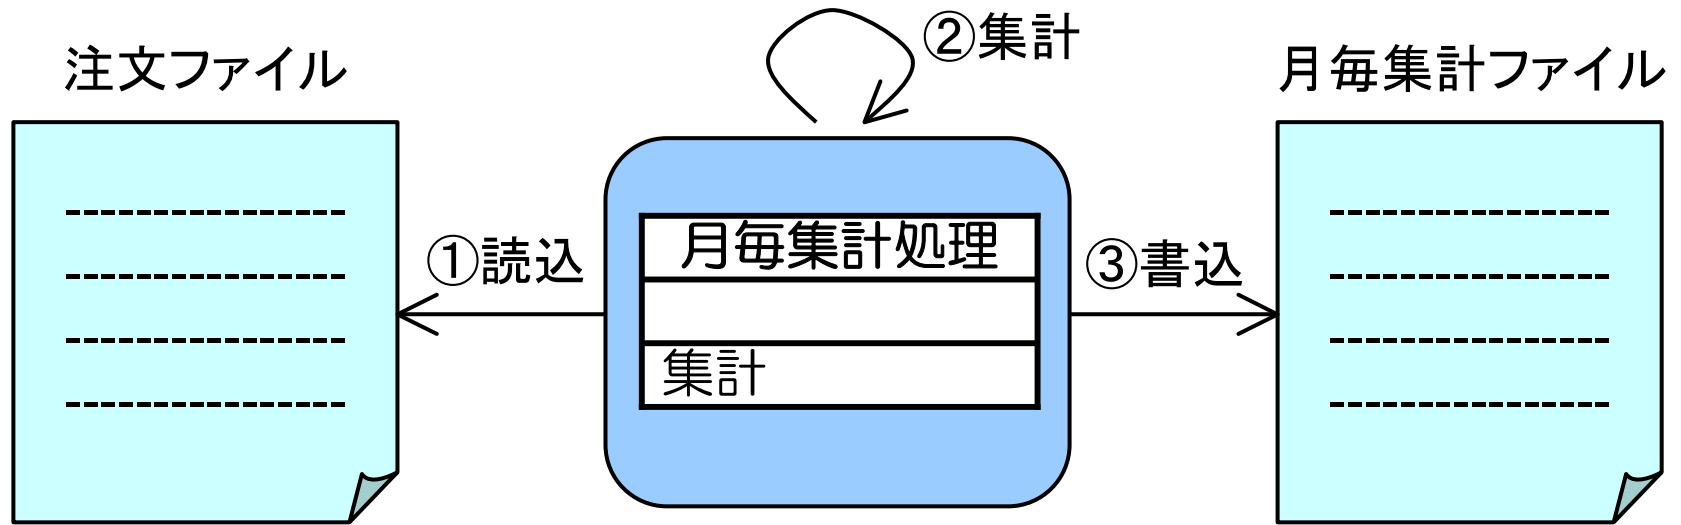 注文ファイル
①読込
②集計
月毎集計処理
集計
③書込
月毎集計ファイル